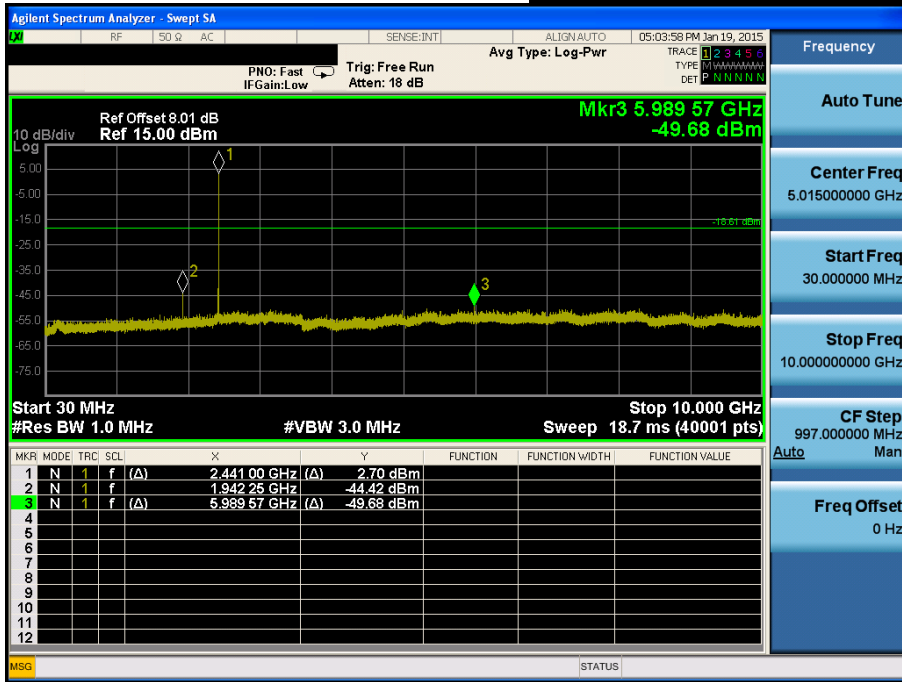 Agilent Spectrum Analyzer - Swept SA
LXI RF 50 Ω AC SENSE:INT ALIGNAUTO 05:03:58 PM Jan 19, 2015
Avg Type: Log-Pwr TRACE 1 2 3 4 5 6
PNO: Fast Trig: Free Run TYPE M WWWWW
IFGain:Low Atten: 18 dB DET P N N N N N
Ref Offset 8.01 dB Mkr3 5.989 57 GHz
10 dB/div Ref 15.00 dBm -49.68 dBm
Log
1
5.00
-5.00
-15.0
-18.61 dBm
-25.0
-35.0
2
3
-45.0
-55.0
-65.0
-75.0
Start 30 MHz Stop 10.000 GHz
#Res BW 1.0 MHz #VBW 3.0 MHz Sweep 18.7 ms (40001 pts)
MKR MODE TRC SCL X Y FUNCTION FUNCTION WIDTH FUNCTION VALUE
1 N 1 f (Δ) 2.441 00 GHz (Δ) 2.70 dBm
2 N 1 f 1.942 25 GHz -44.42 dBm
3 N 1 f (Δ) 5.989 57 GHz (Δ) -49.68 dBm
4
5
6
7
8
9
10
11
12
MSG STATUS
Frequency
Auto Tune
Center Freq
5.015000000 GHz
Start Freq
30.000000 MHz
Stop Freq
10.000000000 GHz
CF Step
997.000000 MHz
Auto Man
Freq Offset
0 Hz